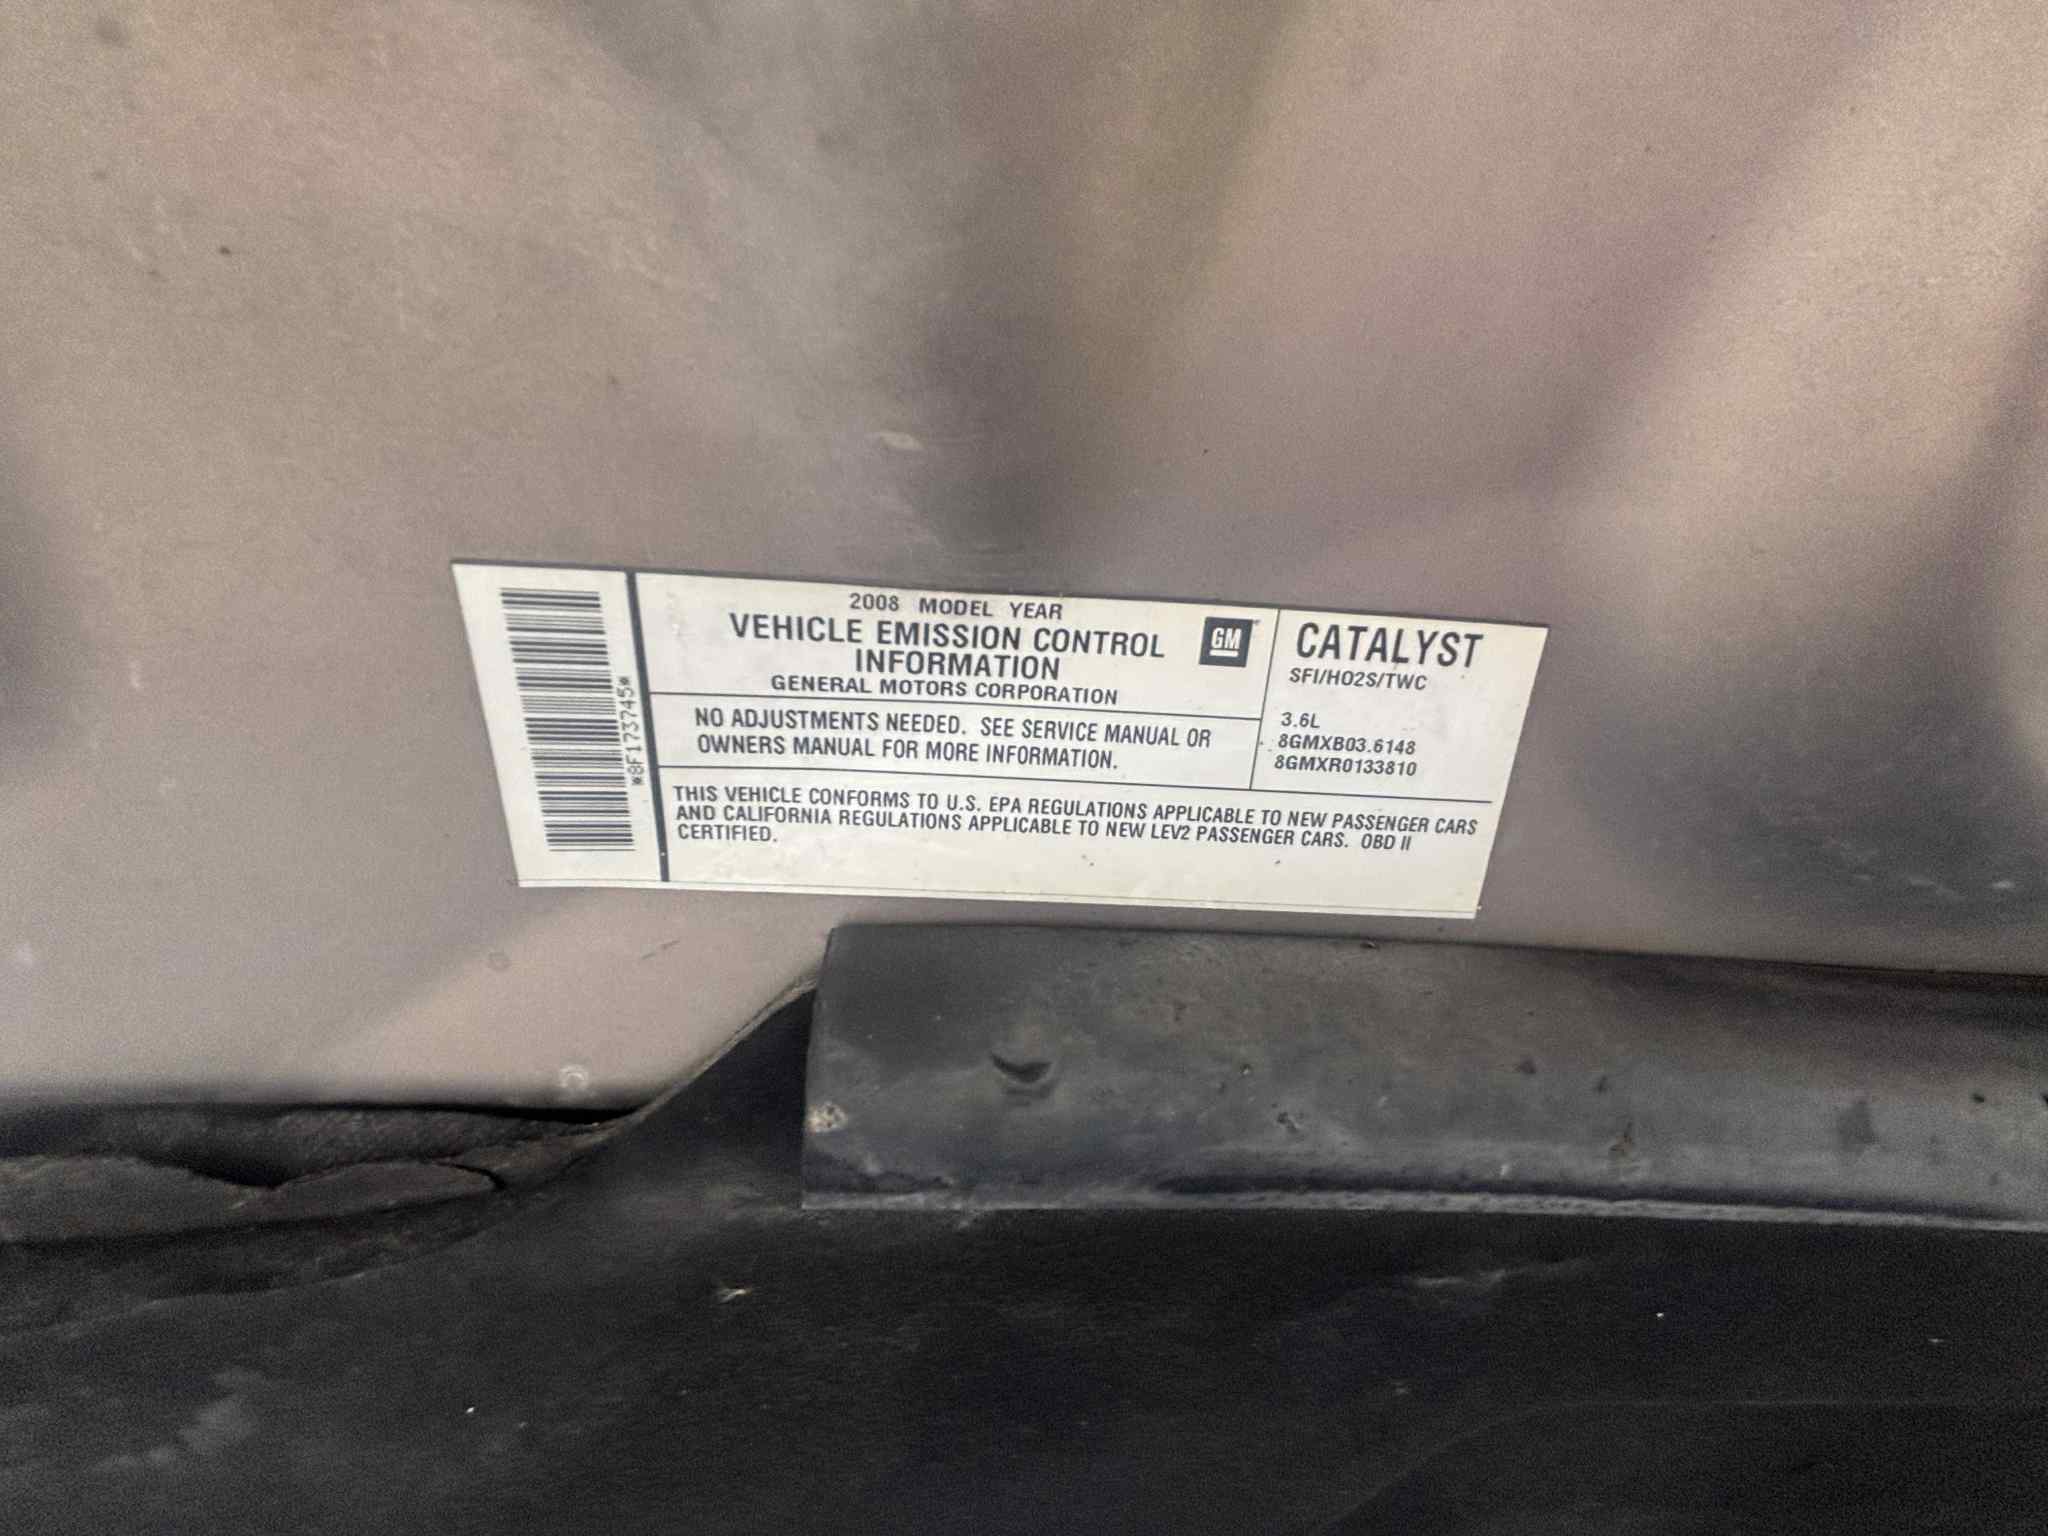 *8F173745*
2008 MODEL YEAR
VEHICLE EMISSION CONTROL
INFORMATION
GENERAL MOTORS CORPORATION
GM
NO ADJUSTMENTS NEEDED. SEE SERVICE MANUAL OR
OWNERS MANUAL FOR MORE INFORMATION.
CATALYST
SFI/HO2S/TWC
3.6L
8GMXB03.6148
8GMXR0133810
THIS VEHICLE CONFORMS TO U.S. EPA REGULATIONS APPLICABLE TO NEW PASSENGER CARS
AND CALIFORNIA REGULATIONS APPLICABLE TO NEW LEV2 PASSENGER CARS. OBD II
CERTIFIED.